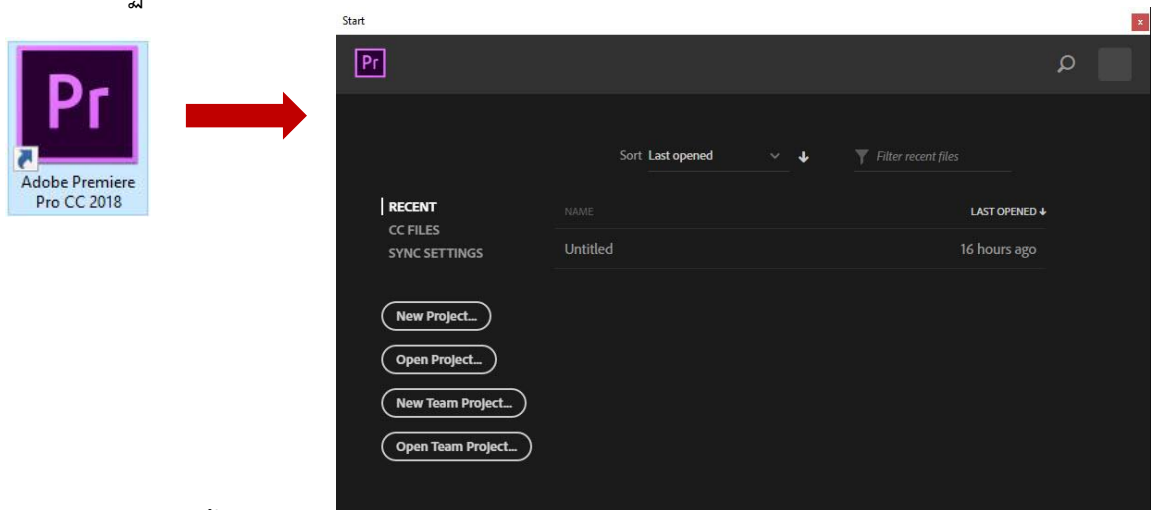 Start
Pr
Pr
Adobe Premiere
Pro CC 2018
Sort Last opened
Filter recent files
RECENT
CC FILES
SYNC SETTINGS
NAME
LAST OPENED
Untitled
16 hours ago
New Project...
Open Project...
New Team Project...
Open Team Project...